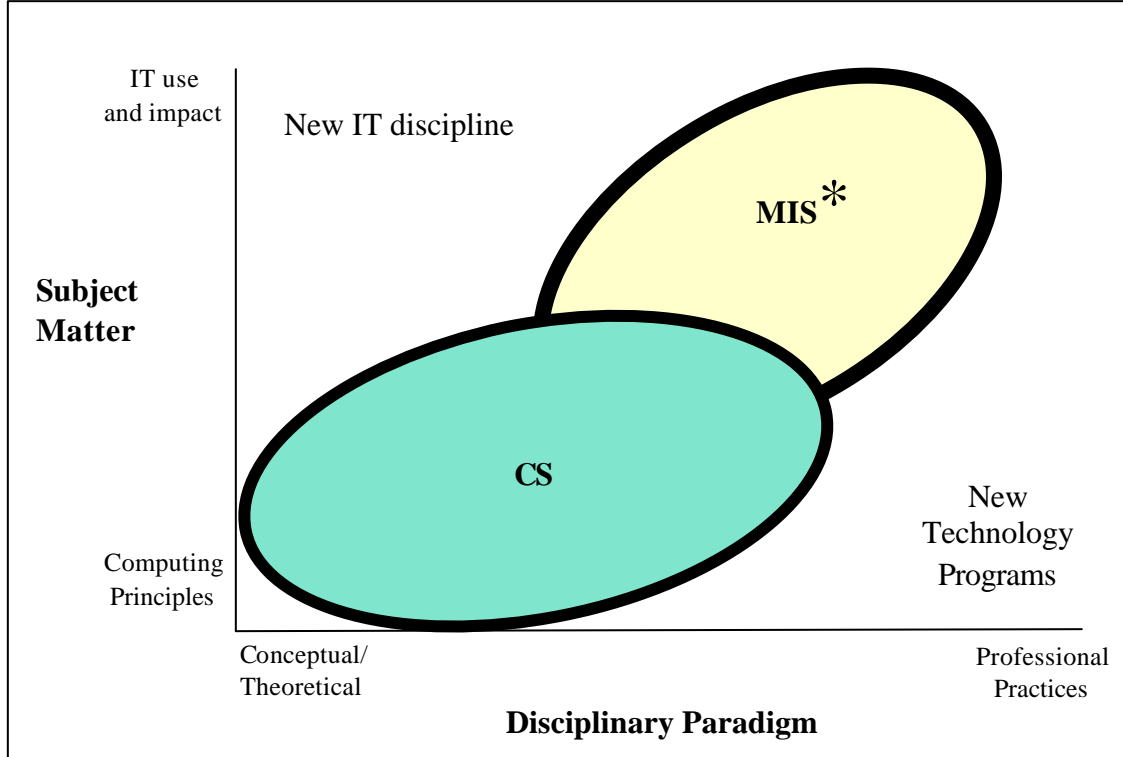 IT use
and impact
New IT discipline
MIS*
Subject
Matter
CS
New
Technology
Programs
Computing
Principles
Conceptual/
Theoretical
Professional
Practices
Disciplinary Paradigm